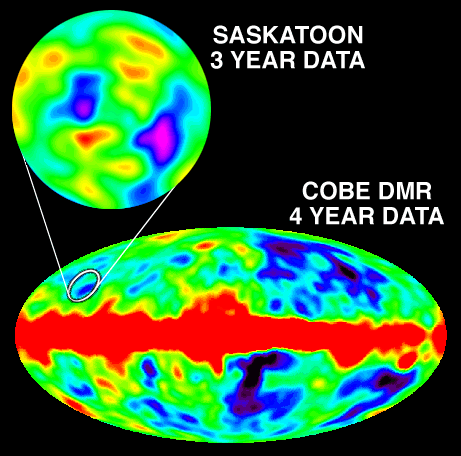 SASKATOON
3 YEAR DATA
COBE DMR
4 YEAR DATA